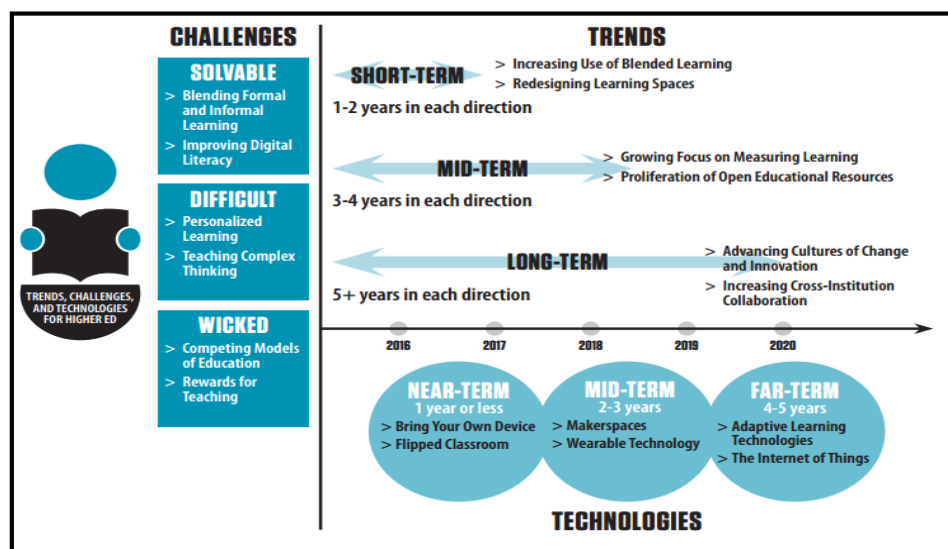 CHALLENGES
SOLVABLE
> Blending Formal
and Informal
Learning
> Improving Digital
Literacy
DIFFICULT
> Personalized
Learning
> Teaching Complex
Thinking
WICKED
> Competing Models
of Education
> Rewards for
Teaching
TRENDS, CHALLENGES,
AND TECHNOLOGIES
FOR HIGHER ED
TRENDS
SHORT-TERM
1-2 years in each direction
> Increasing Use of Blended Learning
> Redesigning Learning Spaces
MID-TERM
3-4 years in each direction
> Growing Focus on Measuring Learning
> Proliferation of Open Educational Resources
LONG-TERM
5+ years in each direction
> Advancing Cultures of Change
and Innovation
> Increasing Cross-Institution
Collaboration
2016 2017 2018 2019 2020
NEAR-TERM
1 year or less
> Bring Your Own Device
> Flipped Classroom
MID-TERM
2-3 years
> Makerspaces
> Wearable Technology
FAR-TERM
4-5 years
> Adaptive Learning
Technologies
> The Internet of Things
TECHNOLOGIES